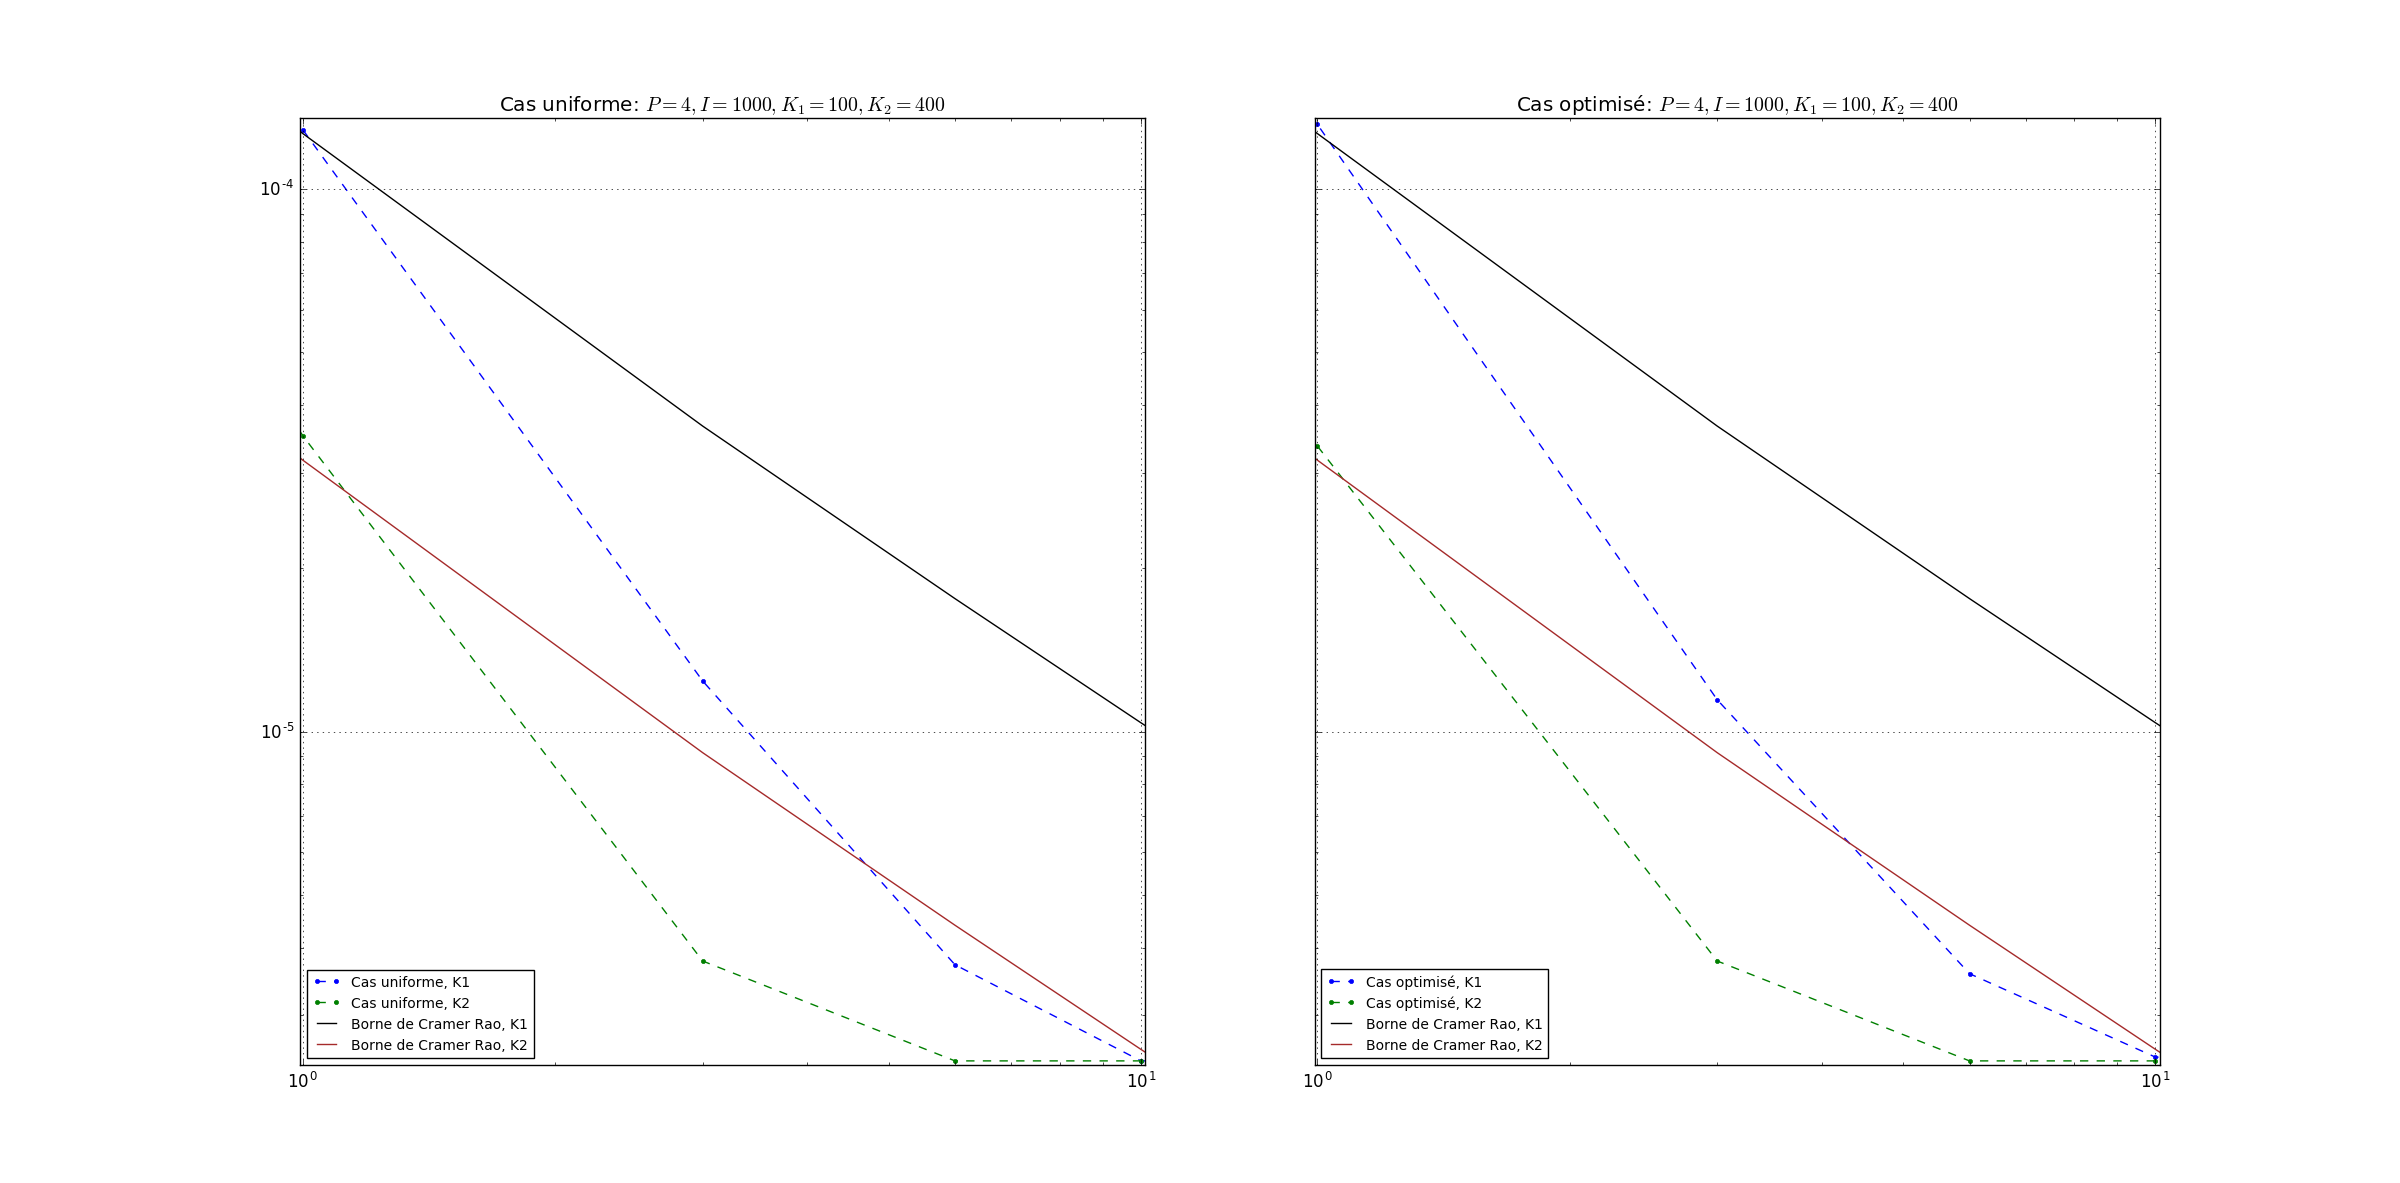 Cas uniforme: P = 4, I = 1000, K₁ = 100, K₂ = 400
10⁻⁴
10⁻⁵
Cas uniforme, K1
Cas uniforme, K2
Borne de Cramer Rao, K1
Borne de Cramer Rao, K2
10⁰ 10¹
Cas optimisé: P = 4, I = 1000, K₁ = 100, K₂ = 400
Cas optimisé, K1
Cas optimisé, K2
Borne de Cramer Rao, K1
Borne de Cramer Rao, K2
10⁰ 10¹